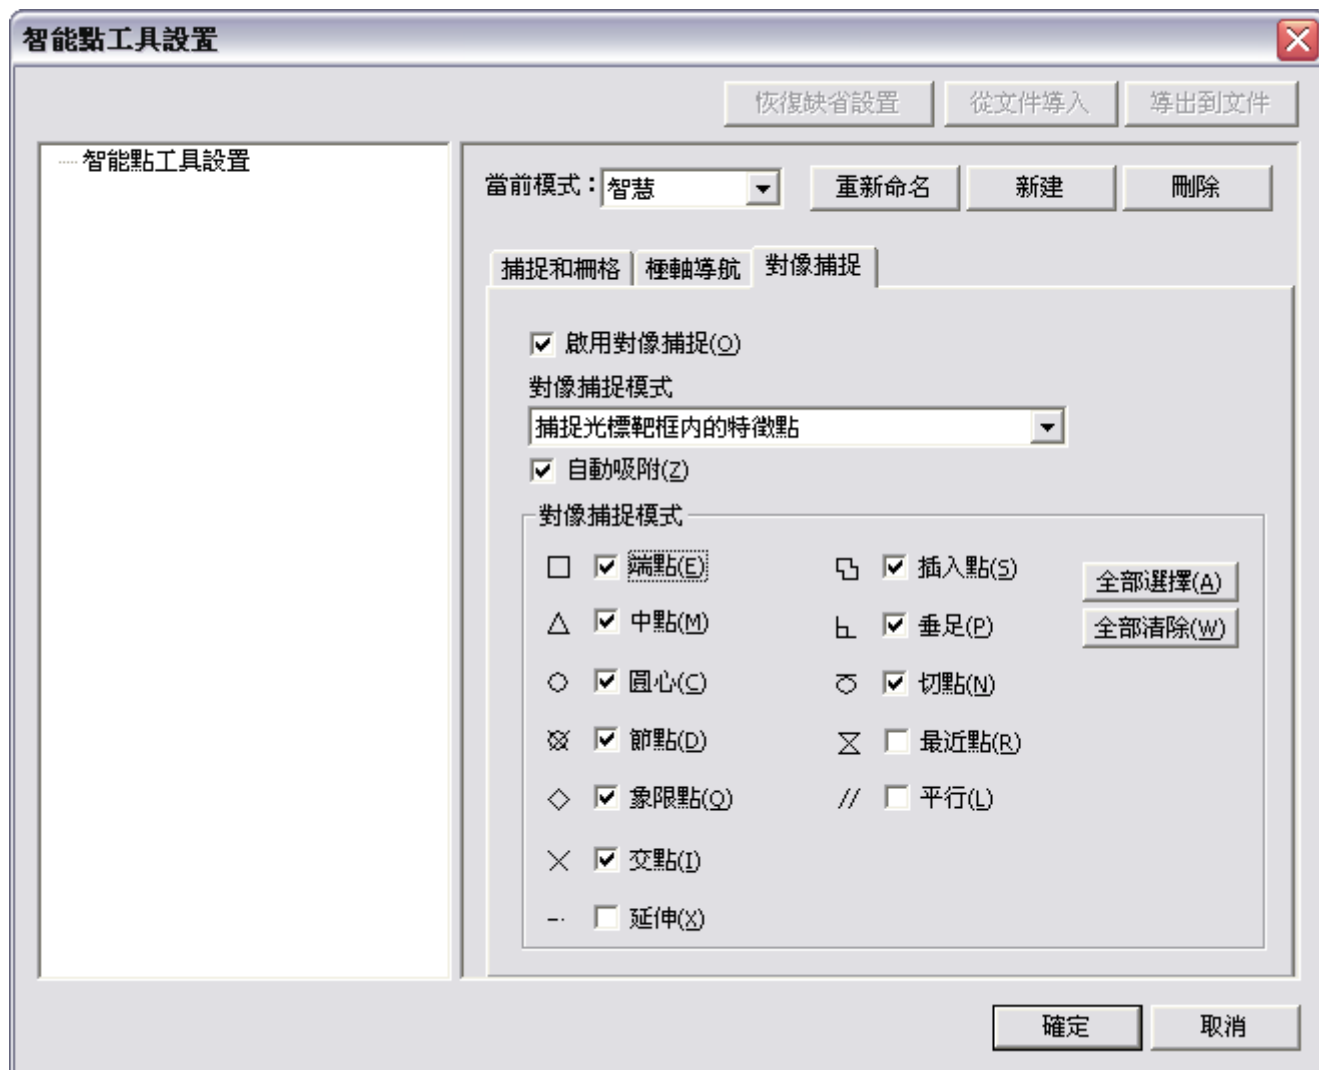 智能點工具設置
恢復缺省設置 從文件導入 導出到文件
智能點工具設置
當前模式：智慧 重新命名 新建 刪除
捕捉和柵格 極軸導航 對像捕捉
啟用對像捕捉(O)
對像捕捉模式
捕捉光標靶框内的特徵點
自動吸附(Z)
對像捕捉模式
端點(E) 插入點(S) 全部選擇(A)
中點(M) 垂足(P) 全部清除(W)
圓心(C) 切點(N)
節點(D) 最近點(R)
象限點(Q) 平行(L)
交點(I)
延伸(X)
確定 取消